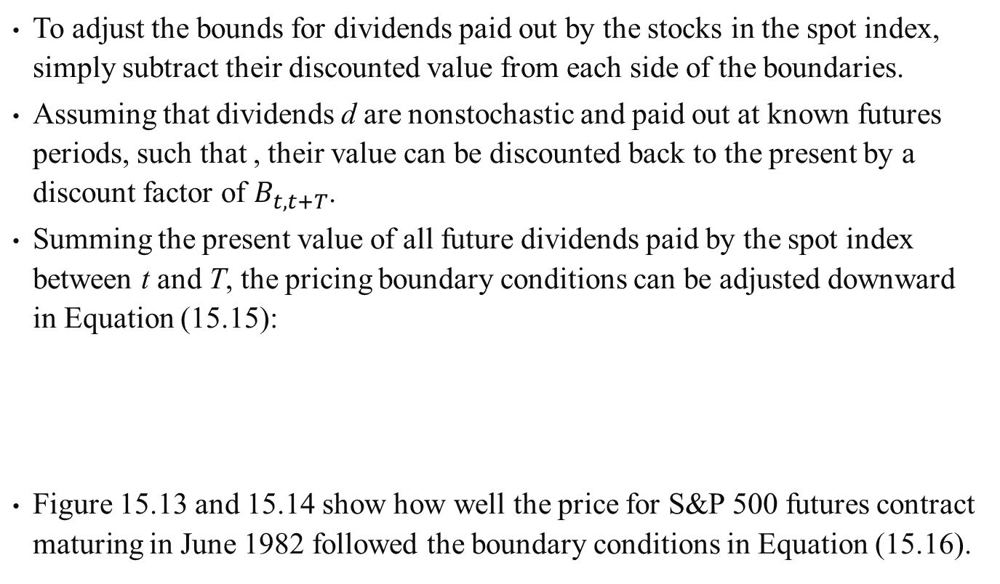 • To adjust the bounds for dividends paid out by the stocks in the spot index,
simply subtract their discounted value from each side of the boundaries.
• Assuming that dividends d are nonstochastic and paid out at known futures
periods, such that , their value can be discounted back to the present by a
discount factor of B_{t,t+T}.
• Summing the present value of all future dividends paid by the spot index
between t and T, the pricing boundary conditions can be adjusted downward
in Equation (15.15):
• Figure 15.13 and 15.14 show how well the price for S&P 500 futures contract
maturing in June 1982 followed the boundary conditions in Equation (15.16).